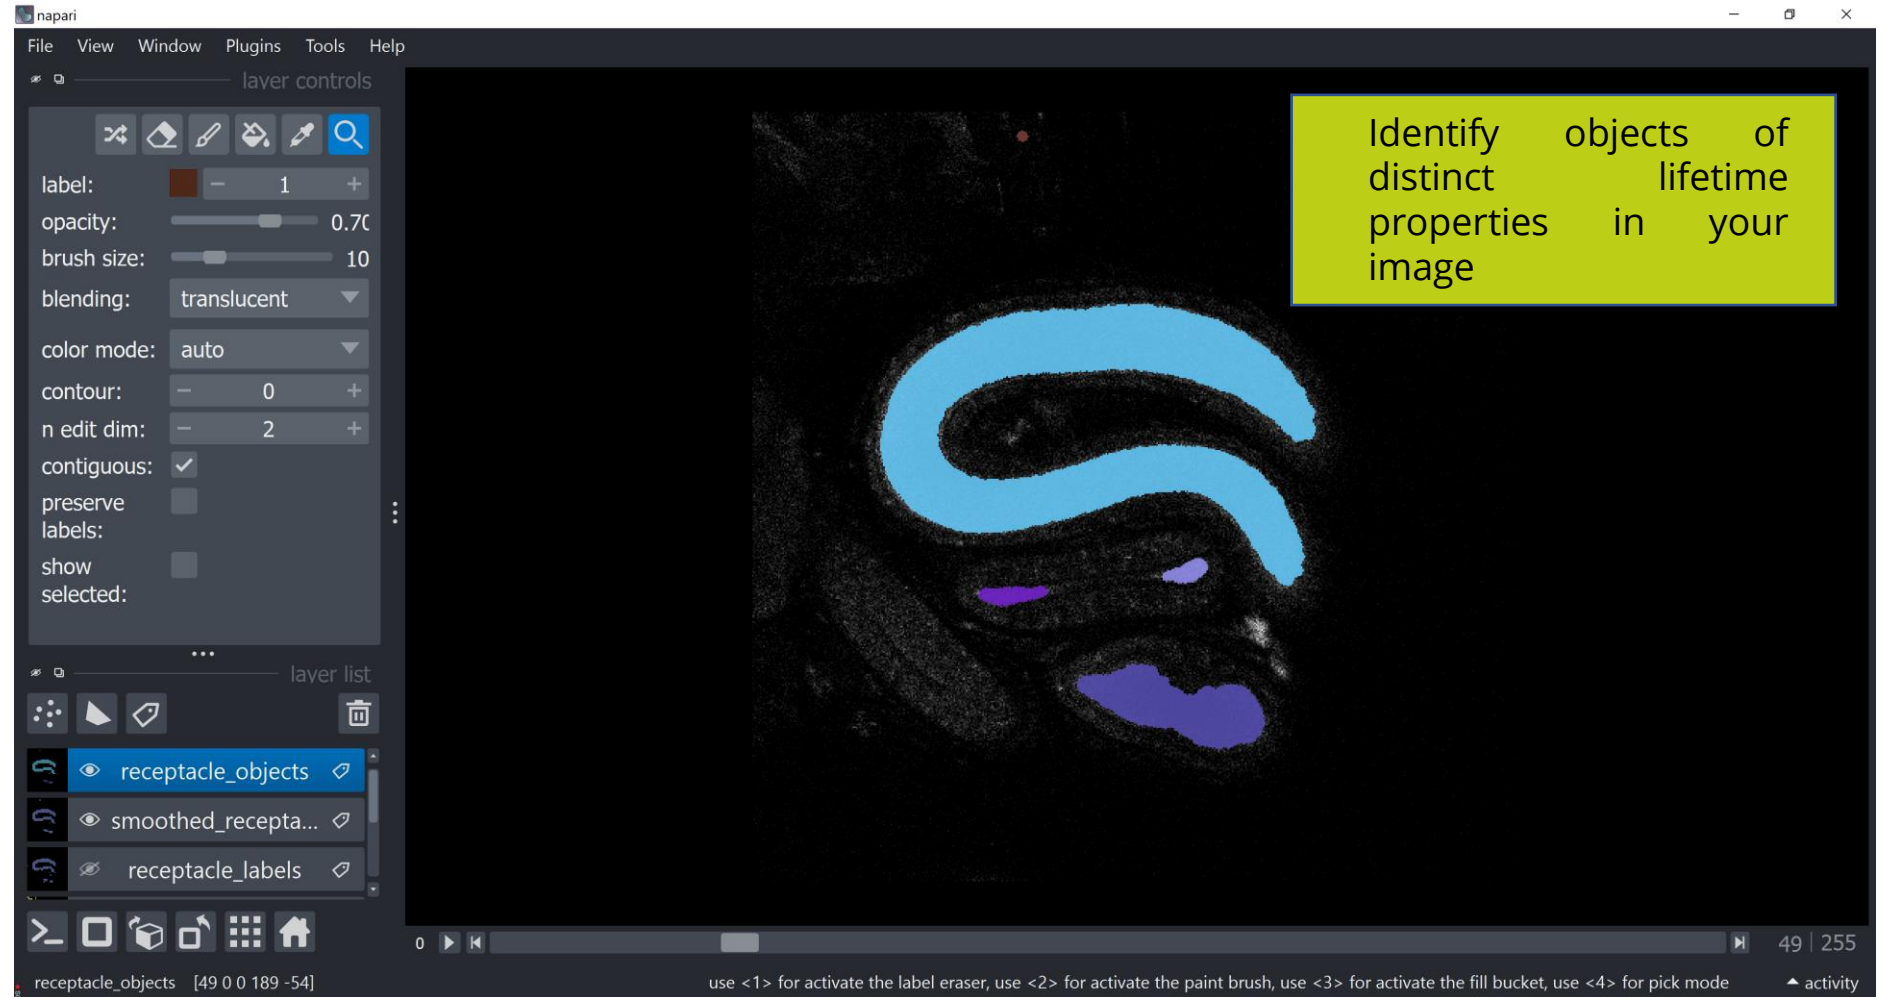 napari
File View Window Plugins Tools Help
layer controls
label: 1
opacity: 0.70
brush size: 10
blending: translucent
color mode: auto
contour: 0
n edit dim: 2
contiguous:
preserve
labels:
show
selected:
layer list
receptacle_objects
smoothed_recepta...
receptacle_labels
Identify objects of
distinct lifetime
properties in your
image
0 49 | 255
receptacle_objects [49 0 0 189 -54]
use <1> for activate the label eraser, use <2> for activate the paint brush, use <3> for activate the fill bucket, use <4> for pick mode
activity